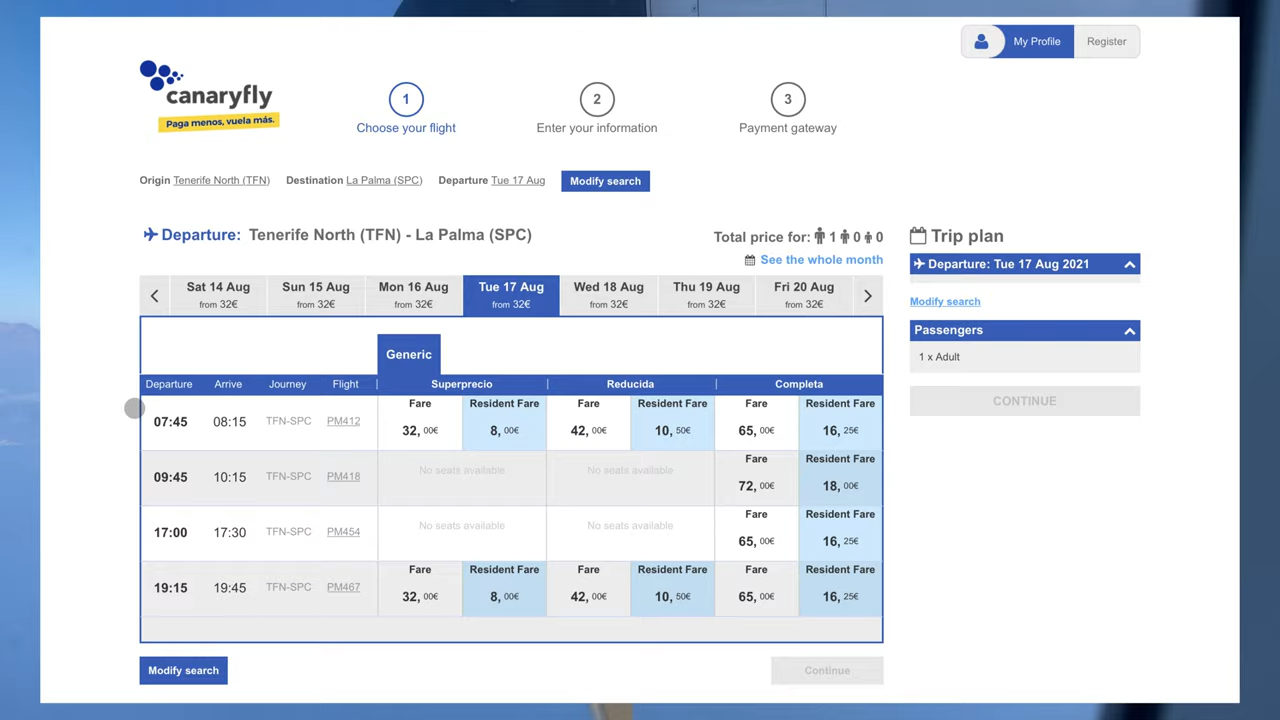 My Profile Register
canaryfly
Paga menos, vuela más.
1 2 3
Choose your flight Enter your information Payment gateway
Origin Tenerife North (TFN) Destination La Palma (SPC) Departure Tue 17 Aug Modify search
Departure: Tenerife North (TFN) - La Palma (SPC) Total price for: 1 0 0
See the whole month
Trip plan
Departure: Tue 17 Aug 2021
Modify search
Passengers
1 x Adult
CONTINUE
Sat 14 Aug Sun 15 Aug Mon 16 Aug Tue 17 Aug Wed 18 Aug Thu 19 Aug Fri 20 Aug
from 32€ from 32€ from 32€ from 32€ from 32€ from 32€ from 32€
Generic
Departure Arrive Journey Flight | Superprecio | Reducida | Completa
Fare Resident Fare Fare Resident Fare Fare Resident Fare
07:45 08:15 TFN-SPC PM412 32, 00€ 8, 00€ 42, 00€ 10, 50€ 65, 00€ 16, 25€
Fare Resident Fare
09:45 10:15 TFN-SPC PM418 No seats available No seats available 72, 00€ 18, 00€
Fare Resident Fare
17:00 17:30 TFN-SPC PM454 No seats available No seats available 65, 00€ 16, 25€
Fare Resident Fare Fare Resident Fare Fare Resident Fare
19:15 19:45 TFN-SPC PM467 32, 00€ 8, 00€ 42, 00€ 10, 50€ 65, 00€ 16, 25€
Modify search Continue